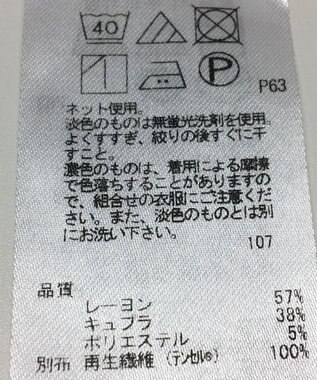 40
P
P63
ネット使用。
淡色のものは無蛍光洗剤を使用。
よくすすぎ、絞りの後すぐに干
すこと。
濃色のものは、着用による摩擦
で色落ちすることがありますの
で、組合せの衣服にご注意くださ
い。また、淡色のものとは別
にお洗い下さい。
107
品質
レーヨン 57%
キュプラ 38%
ポリエステル 5%
別布 再生繊維 (テンセル®) 100%